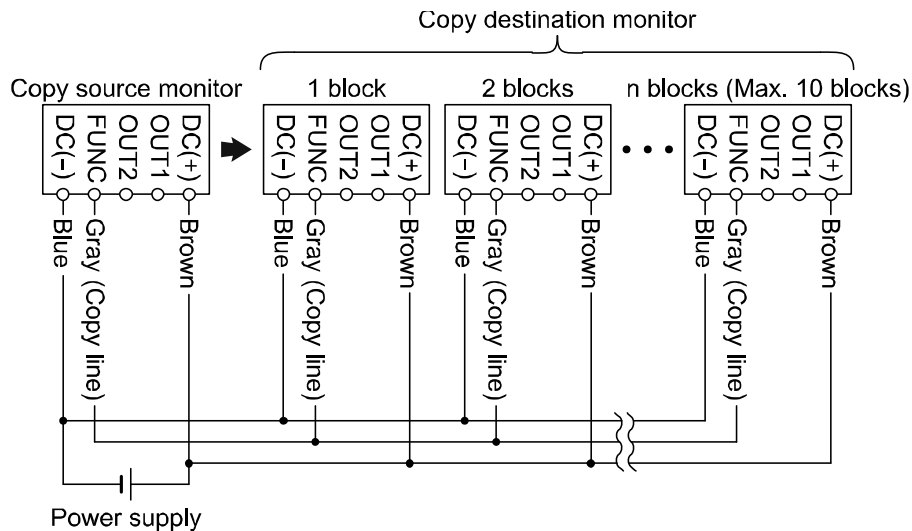 Copy destination monitor
Copy source monitor
1 block
2 blocks
n blocks (Max. 10 blocks)
DC(−)
FUNC
OUT2
OUT1
DC(+)
DC(−)
FUNC
OUT2
OUT1
DC(+)
DC(−)
FUNC
OUT2
OUT1
DC(+)
DC(−)
FUNC
OUT2
OUT1
DC(+)
Blue
Gray (Copy line)
Brown
Blue
Gray (Copy line)
Brown
Blue
Gray (Copy line)
Brown
Blue
Gray (Copy line)
Brown
Power supply